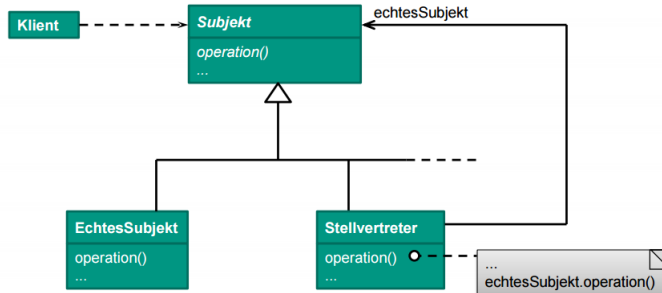 Klient
Subjekt
operation()
...
echtesSubjekt
EchtesSubjekt
operation()
...
Stellvertreter
operation()
...
...
echtesSubjekt.operation()